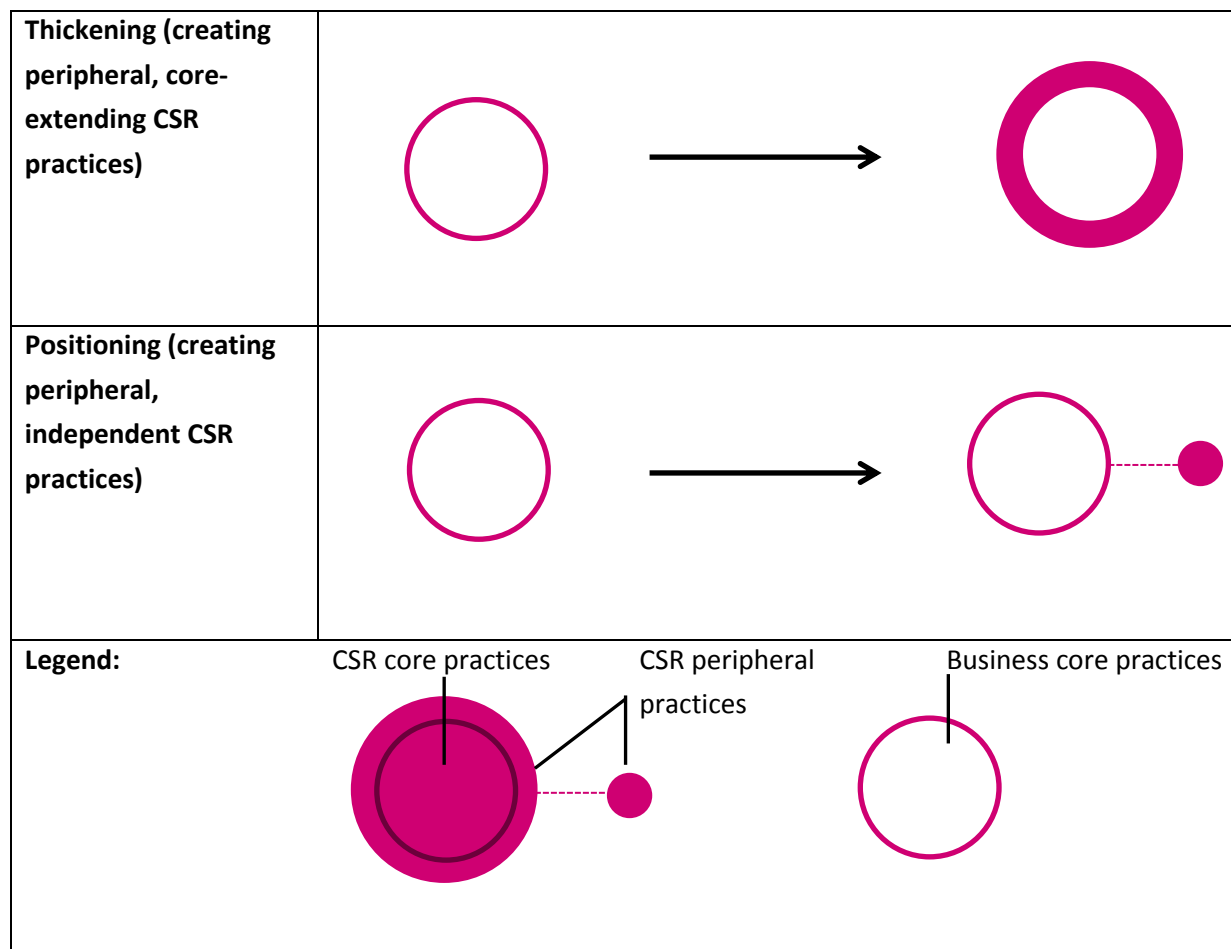 Thickening (creating
peripheral, core-
extending CSR
practices)
Positioning (creating
peripheral,
independent CSR
practices)
Legend:
CSR core practices
CSR peripheral
practices
Business core practices